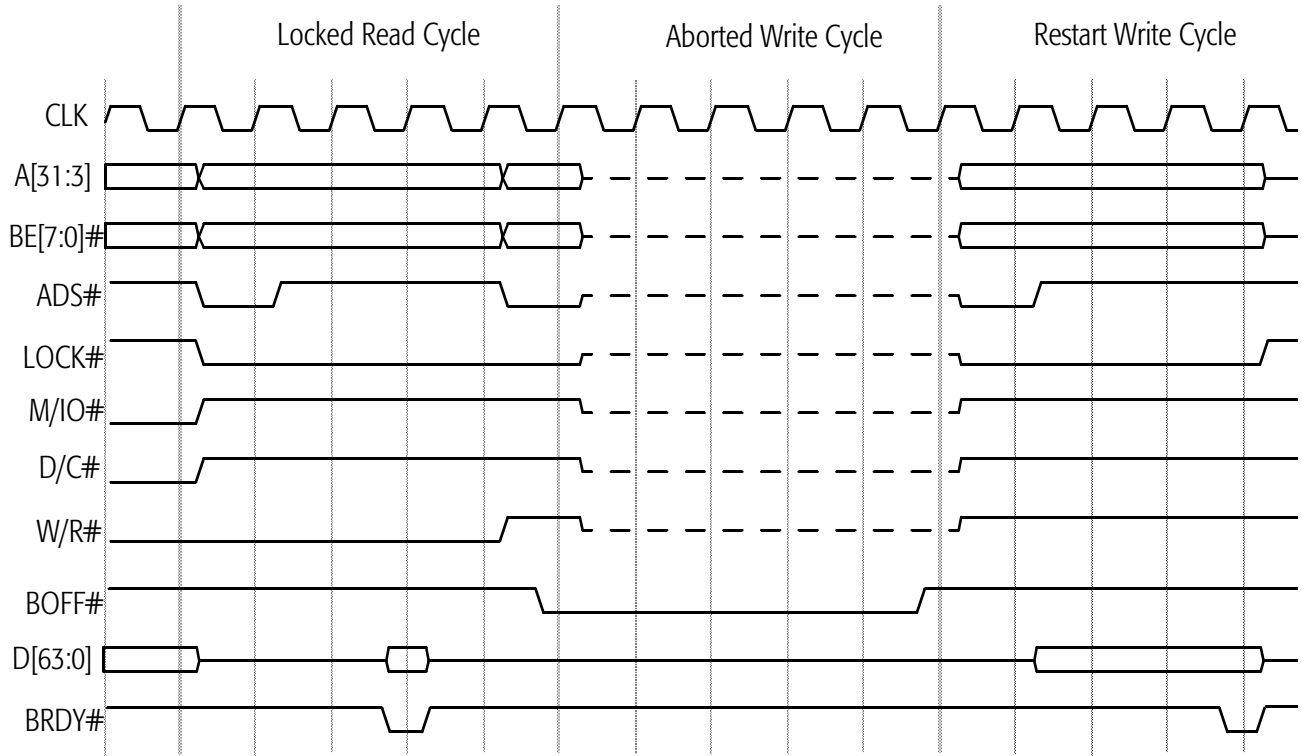 Locked Read Cycle Aborted Write Cycle Restart Write Cycle
CLK
A[31:3]
BE[7:0]#
ADS#
LOCK#
M/IO#
D/C#
W/R#
BOFF#
D[63:0]
BRDY#